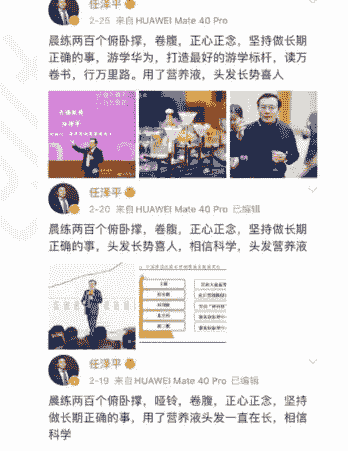 任泽平
2-25 来自 HUAWEI Mate 40 Pro
晨练两百个俯卧撑，卷腹，正心正念，坚持做长期
正确的事，游学华为，打造最好的游学标杆，读万
卷书，行万里路。用了营养液，头发长势喜人
任泽平
2-20 来自 HUAWEI Mate 40 Pro 已编辑
晨练两百个俯卧撑，卷腹，正心正念，坚持做长期
正确的事，头发长势喜人，相信科学，头发营养液
任泽平
2-19 来自 HUAWEI Mate 40 Pro 已编辑
晨练两百个俯卧撑，哑铃，卷腹，正心正念，坚持
做长期正确的事，用了营养液头发一直在长，相信
科学